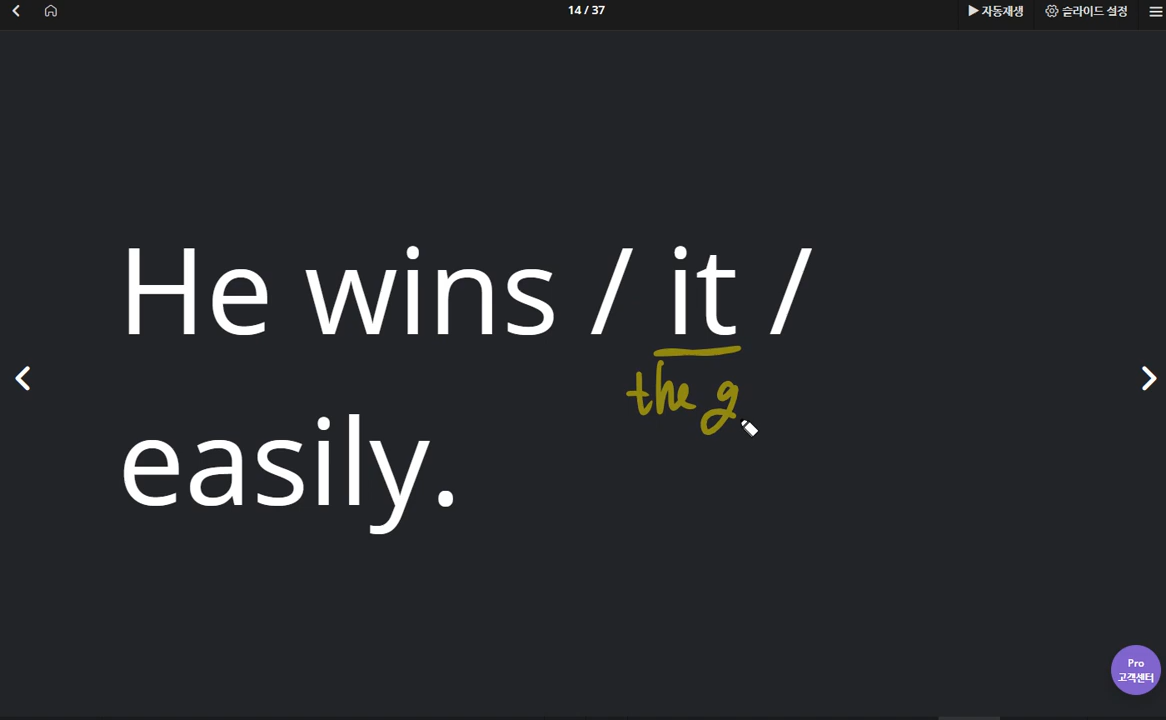 14 / 37
▶ 자동재생
슬라이드 설정
He wins / it /
the g
easily.
Pro
고객센터